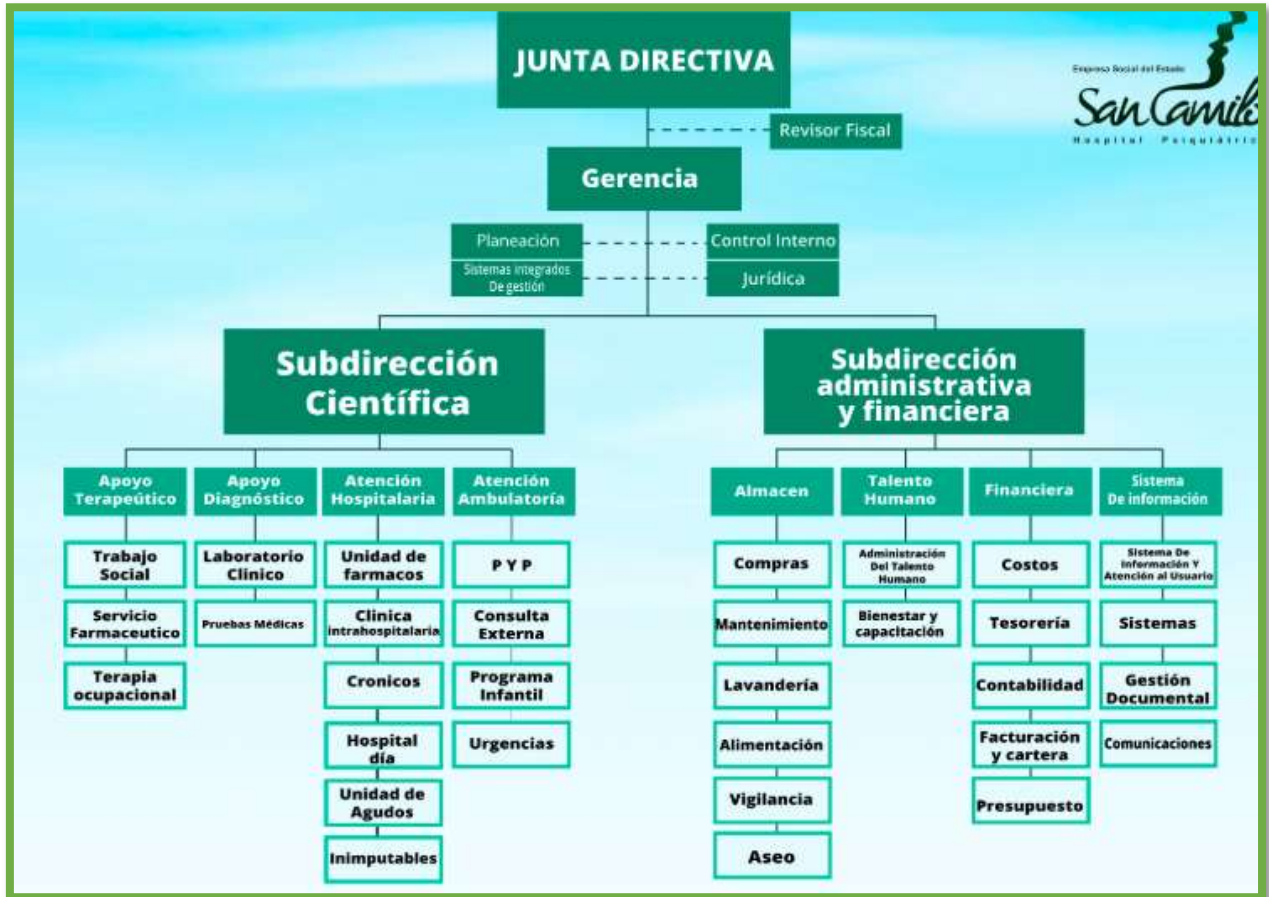 JUNTA DIRECTIVA
Empresa Social del Estado
San Camilo
Hospital Psiquiátrico
Revisor Fiscal
Gerencia
Planeación
Control Interno
Sistemas integrados
De gestión
Jurídica
Subdirección
Científica
Subdirección
administrativa
y financiera
Apoyo
Terapeútico
Apoyo
Diagnóstico
Atención
Hospitalaria
Atención
Ambulatoría
Almacen
Talento
Humano
Financiera
Sistema
De información
Trabajo
Social
Laboratorio
Clinico
Unidad de
farmacos
P Y P
Compras
Administración
Del Talento
Humano
Costos
Sistema De
Información Y
Atención al Usuario
Servicio
Farmaceutico
Pruebas Médicas
Clinica
intrahospitalaria
Consulta
Externa
Mantenimiento
Bienestar y
capacitación
Tesorería
Sistemas
Terapia
ocupacional
Cronicos
Programa
Infantil
Lavandería
Contabilidad
Gestión
Documental
Hospital
día
Urgencias
Alimentación
Facturación
y cartera
Comunicaciones
Unidad de
Agudos
Vigilancia
Presupuesto
Inimputables
Aseo